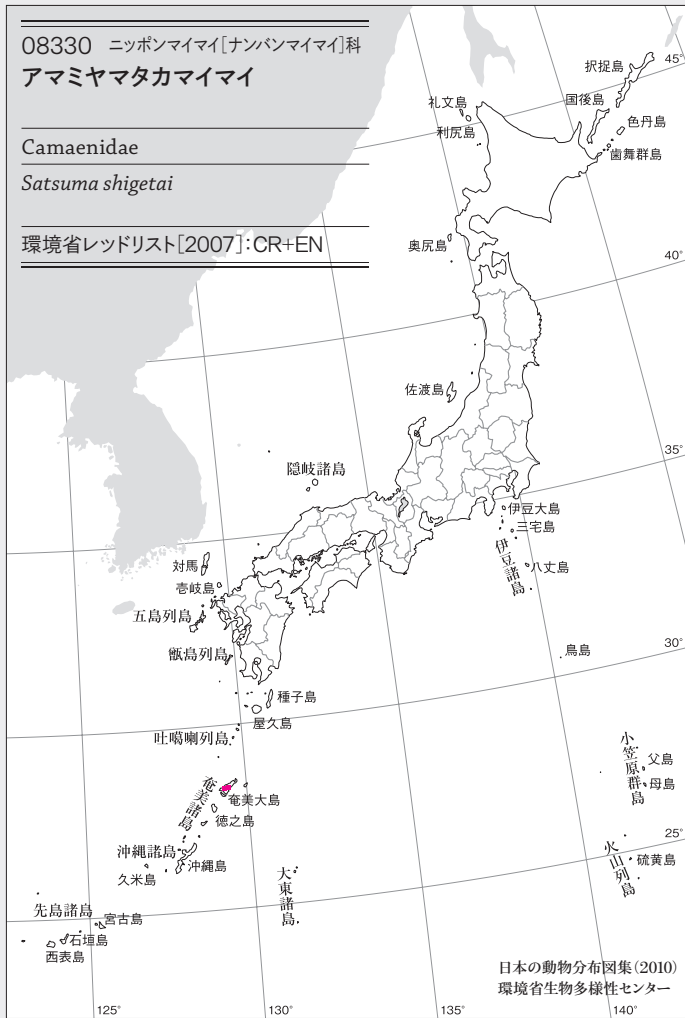 08330 ニッポンマイマイ[ナンバンマイマイ]科
アマミヤマタカマイマイ
Camaenidae
Satsuma shigetai
環境省レッドリスト[2007]:CR+EN
択捉島
45°
礼文島
国後島
利尻島
色丹島
歯舞群島
奥尻島
40°
佐渡島
35°
隠岐諸島
伊豆大島
三宅島
伊豆諸島
八丈島
対馬
壱岐島
五島列島
甑島列島
鳥島
30°
種子島
屋久島
吐噶喇列島
小笠原群島
父島
母島
奄美諸島
奄美大島
徳之島
25°
沖縄諸島
沖縄島
久米島
火山列島
硫黄島
大東諸島
先島諸島
宮古島
石垣島
西表島
日本の動物分布図集(2010)
環境省生物多様性センター
125°
130°
135°
140°